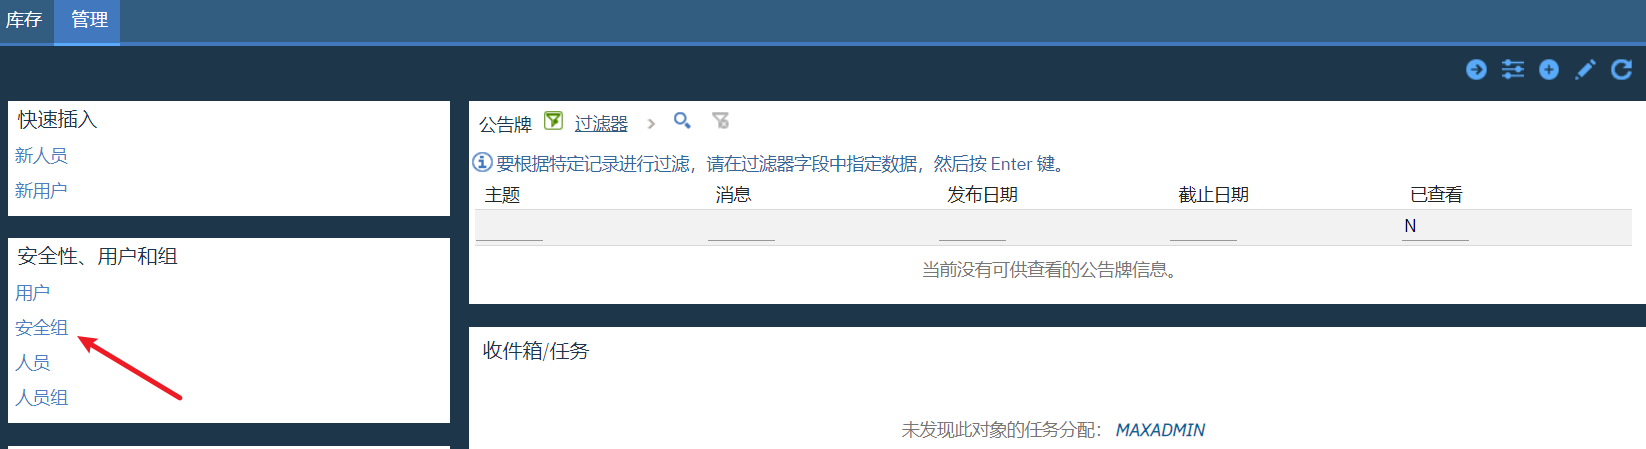 库存 管理
快速插入
新人员
新用户
安全性、用户和组
用户
安全组
人员
人员组
公告牌 过滤器
要根据特定记录进行过滤，请在过滤器字段中指定数据，然后按 Enter 键。
主题 消息 发布日期 截止日期 已查看
N
当前没有可供查看的公告牌信息。
收件箱/任务
未发现此对象的任务分配： MAXADMIN